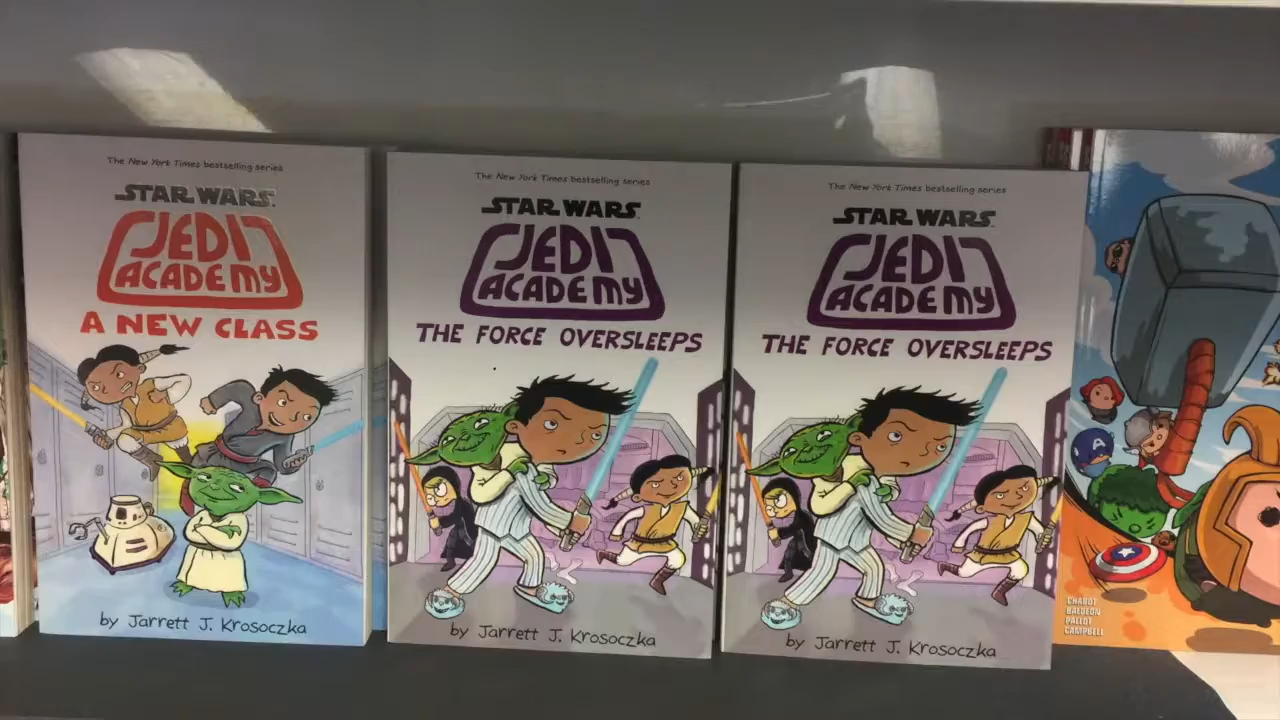 The New York Times bestselling series
STAR WARS
JEDI
ACADEMY
A NEW CLASS
by Jarrett J. Krosoczka
The New York Times bestselling series
STAR WARS
JEDI
ACADEMY
THE FORCE OVERSLEEPS
by Jarrett J. Krosoczka
The New York Times bestselling series
STAR WARS
JEDI
ACADEMY
THE FORCE OVERSLEEPS
by Jarrett J. Krosoczka
CHABOT
BALDEON
PALLOT
CAMPBELL
A